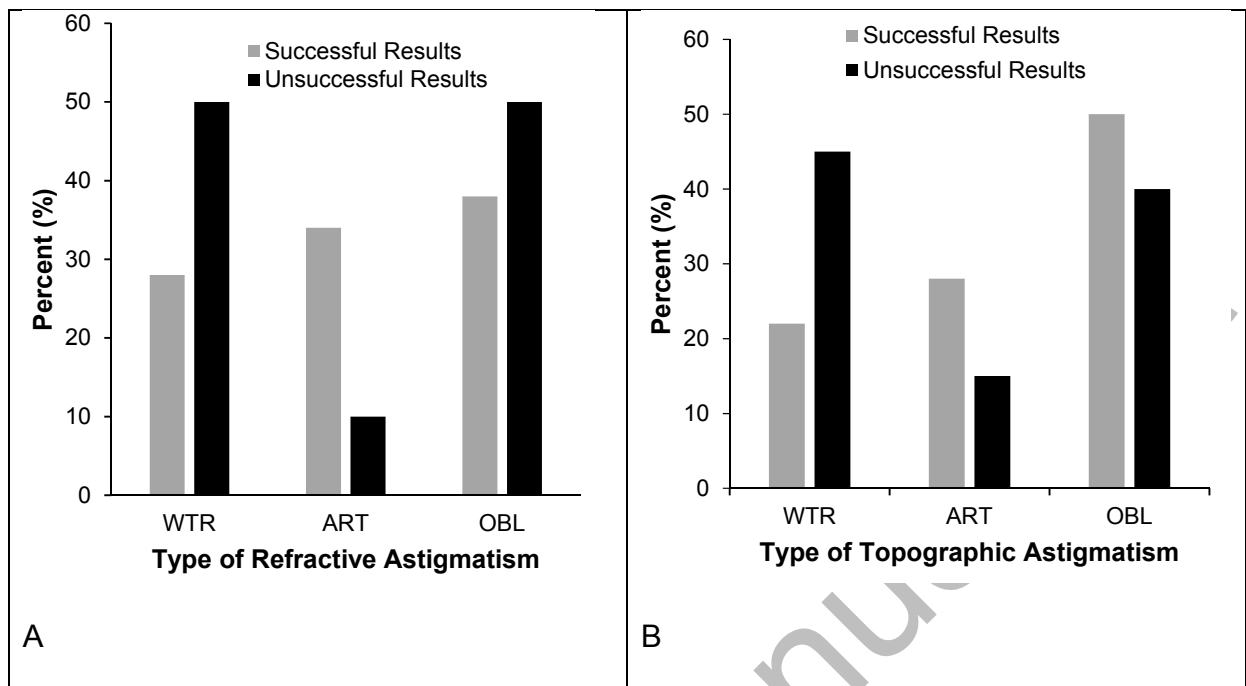 60
50
40
30
20
10
0
Percent (%)
Successful Results
Unsuccessful Results
WTR ART OBL
Type of Refractive Astigmatism
A
60
50
40
30
20
10
0
Percent (%)
Successful Results
Unsuccessful Results
WTR ART OBL
Type of Topographic Astigmatism
B